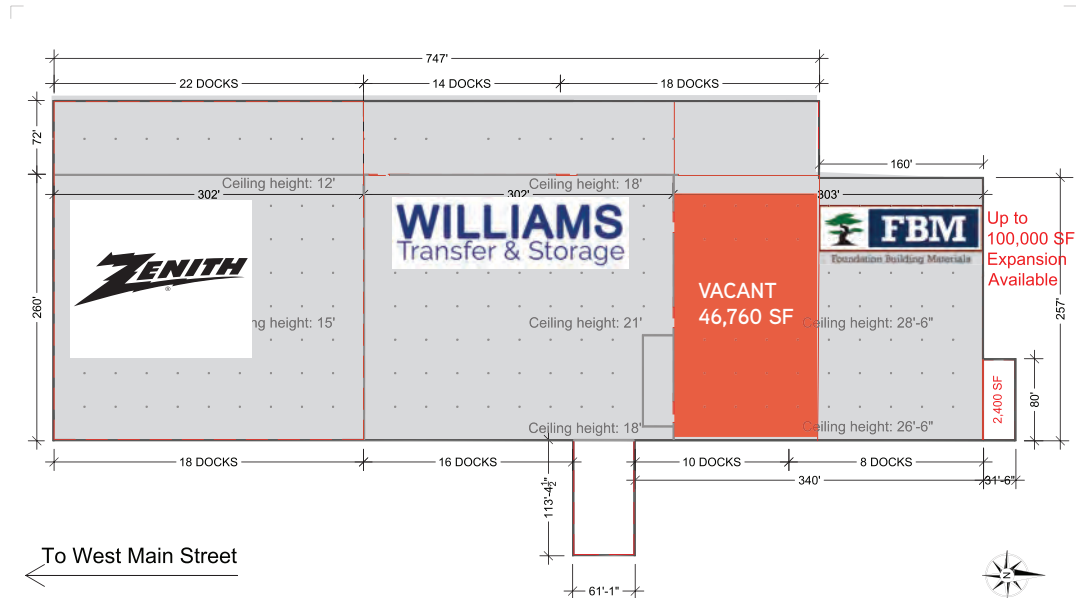 747'
22 DOCKS
14 DOCKS
18 DOCKS
72'
160'
Ceiling height: 12'
Ceiling height: 18'
302'
302'
303'
ZENITH
®
WILLIAMS
Transfer & Storage
FBM
Foundation Building Materials
Up to
100,000 SF
Expansion
Available
VACANT
46,760 SF
260'
257'
ng height: 15'
Ceiling height: 21'
Ceiling height: 28'-6"
2,400 SF
80'
Ceiling height: 18'
Ceiling height: 26'-6"
18 DOCKS
16 DOCKS
10 DOCKS
8 DOCKS
340'
31'-6"
113'-4½"
To West Main Street
61'-1"
N